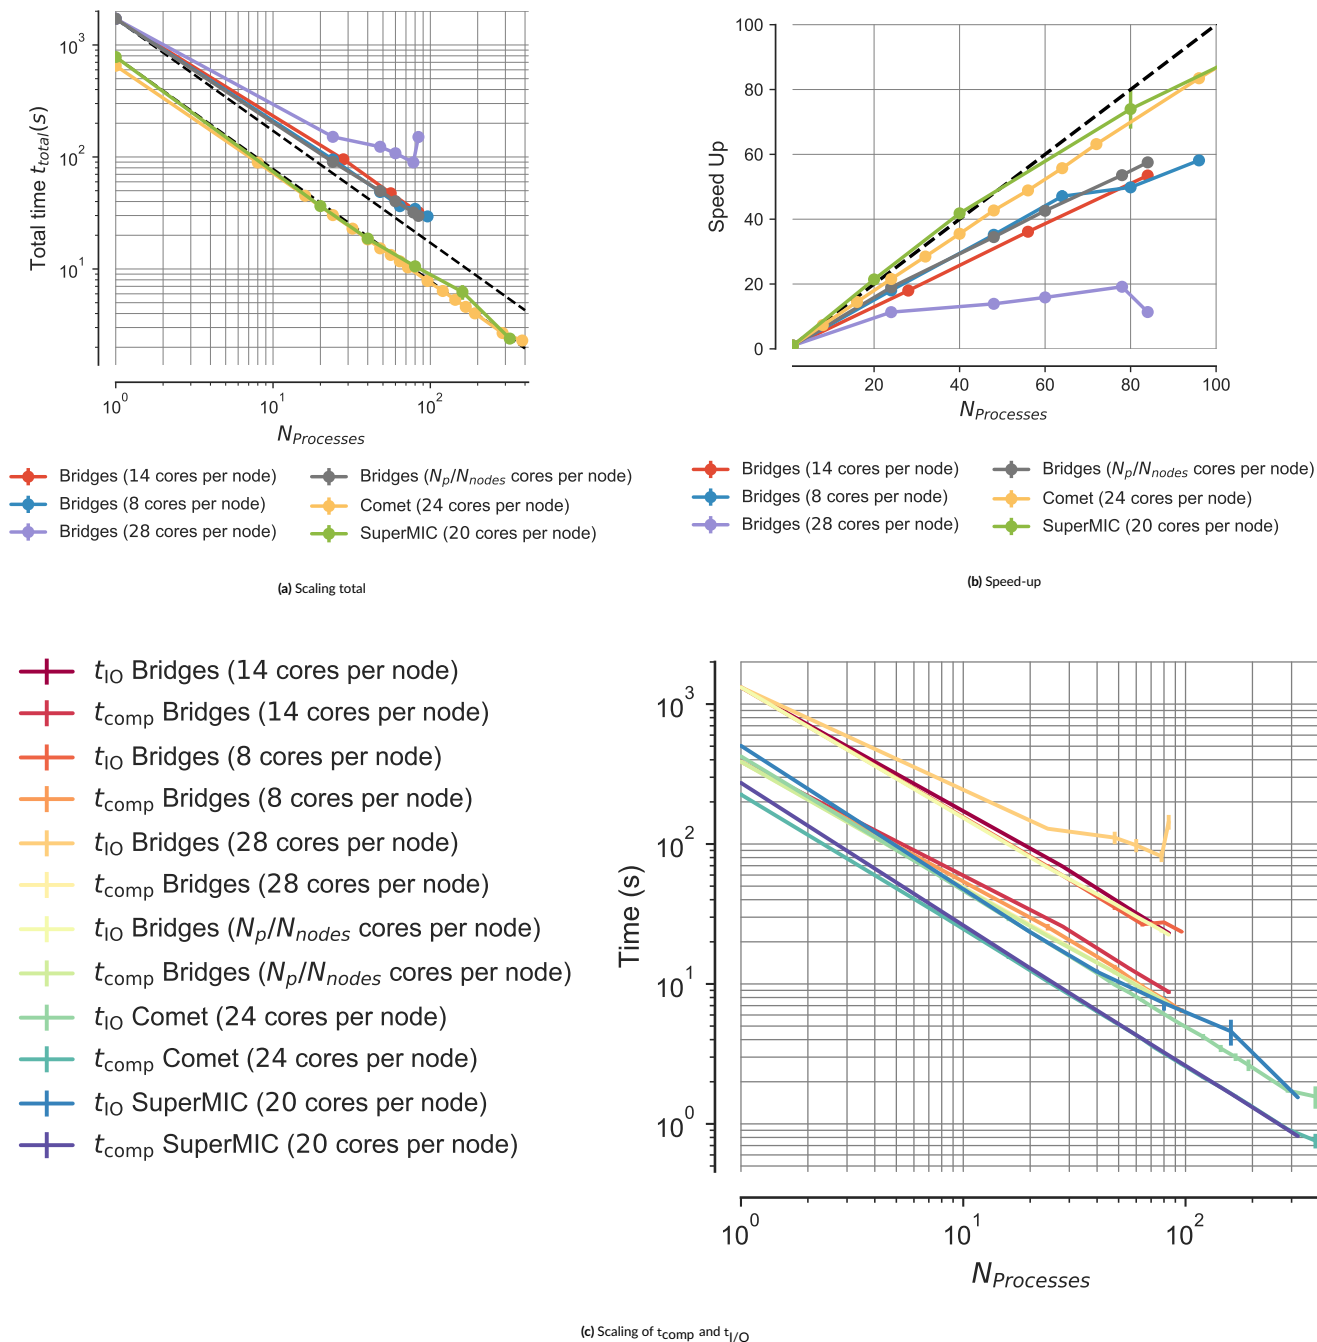 10^3
10^2
10^1
Total time t_total(s)
10^0 10^1 10^2
N_Processes
Bridges (14 cores per node)
Bridges (8 cores per node)
Bridges (28 cores per node)
Bridges (N_p/N_nodes cores per node)
Comet (24 cores per node)
SuperMIC (20 cores per node)
(a) Scaling total
100
80
60
40
20
0
Speed Up
20 40 60 80 100
N_Processes
Bridges (14 cores per node)
Bridges (8 cores per node)
Bridges (28 cores per node)
Bridges (N_p/N_nodes cores per node)
Comet (24 cores per node)
SuperMIC (20 cores per node)
(b) Speed-up
t_IO Bridges (14 cores per node)
t_comp Bridges (14 cores per node)
t_IO Bridges (8 cores per node)
t_comp Bridges (8 cores per node)
t_IO Bridges (28 cores per node)
t_comp Bridges (28 cores per node)
t_IO Bridges (N_p/N_nodes cores per node)
t_comp Bridges (N_p/N_nodes cores per node)
t_IO Comet (24 cores per node)
t_comp Comet (24 cores per node)
t_IO SuperMIC (20 cores per node)
t_comp SuperMIC (20 cores per node)
10^3
10^2
10^1
10^0
Time (s)
10^0 10^1 10^2
N_Processes
(c) Scaling of t_comp and t_I/O